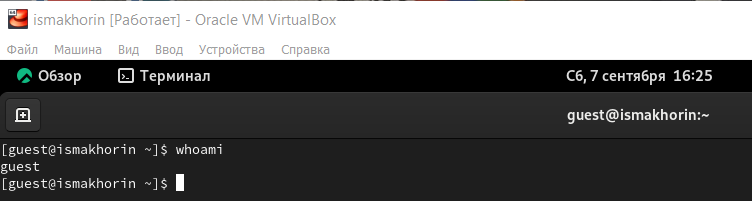 ismakhorin [Работает] - Oracle VM VirtualBox
Файл Машина Вид Ввод Устройства Справка
Обзор Терминал Сб, 7 сентября 16:25
guest@ismakhorin:~
[guest@ismakhorin ~]$ whoami
guest
[guest@ismakhorin ~]$